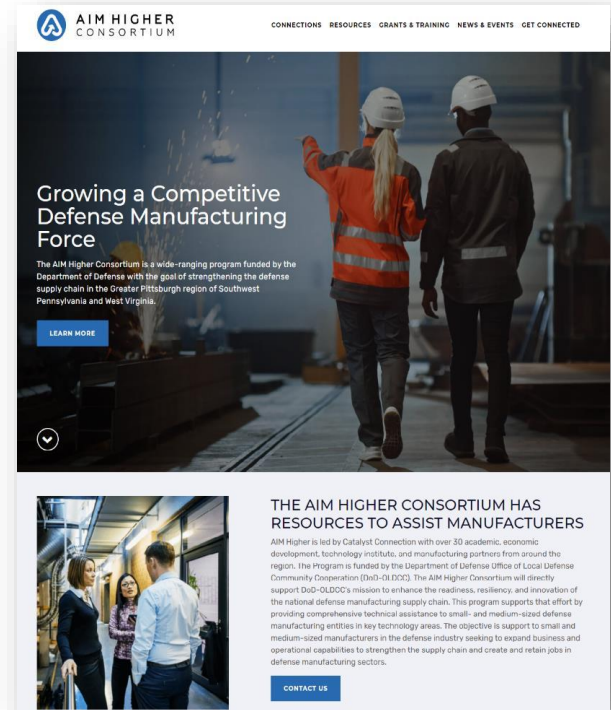 AIM HIGHER
CONSORTIUM
CONNECTIONS RESOURCES GRANTS & TRAINING NEWS & EVENTS GET CONNECTED
Growing a Competitive
Defense Manufacturing
Force
The AIM Higher Consortium is a wide-ranging program funded by the
Department of Defense with the goal of strengthening the defense
supply chain in the Greater Pittsburgh region of Southwest
Pennsylvania and West Virginia.
LEARN MORE
THE AIM HIGHER CONSORTIUM HAS
RESOURCES TO ASSIST MANUFACTURERS
AIM Higher is led by Catalyst Connection with over 30 academic, economic
development, technology institute, and manufacturing partners from around the
region. The Program is funded by the Department of Defense Office of Local Defense
Community Cooperation (DoD-OLDCC). The AIM Higher Consortium will directly
support DoD-OLDCC's mission to enhance the readiness, resiliency, and innovation of
the national defense manufacturing supply chain. This program supports that effort by
providing comprehensive technical assistance to small- and medium-sized defense
manufacturing entities in key technology areas. The objective is support to small and
medium-sized manufacturers in the defense industry seeking to expand business and
operational capabilities to strengthen the supply chain and create and retain jobs in
defense manufacturing sectors.
CONTACT US